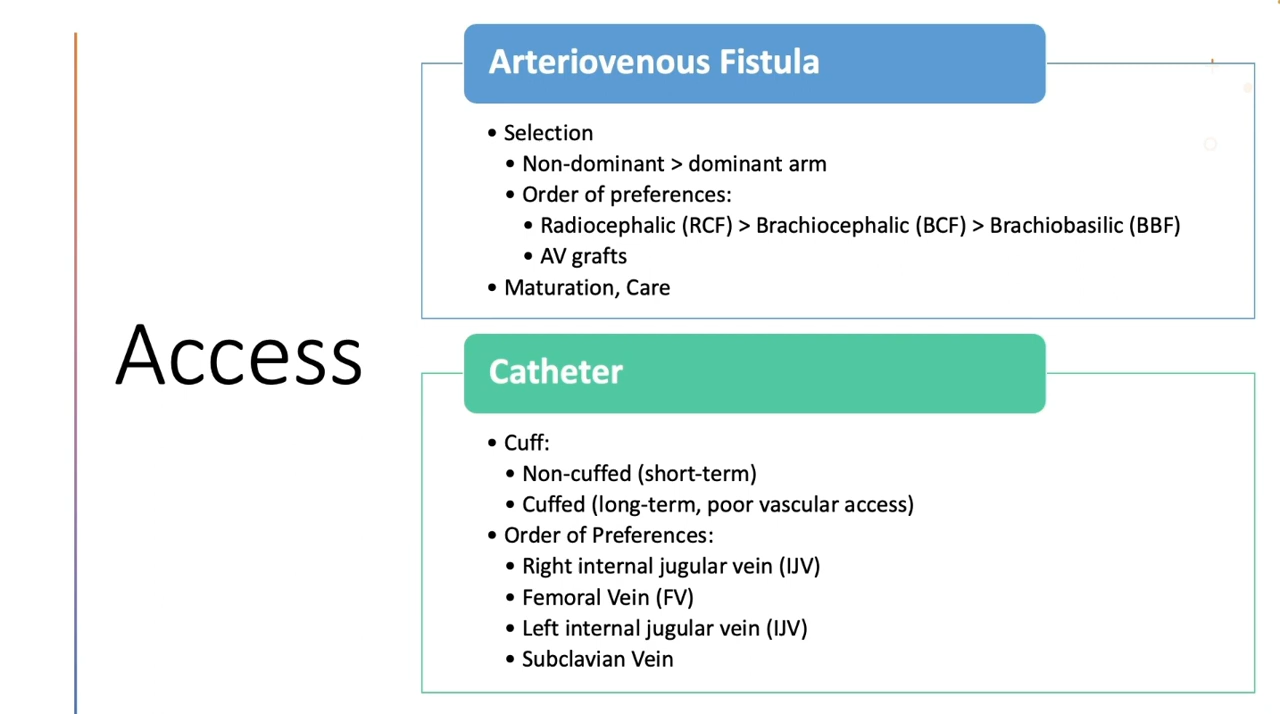 Access
Arteriovenous Fistula
• Selection
• Non-dominant > dominant arm
• Order of preferences:
• Radiocephalic (RCF) > Brachiocephalic (BCF) > Brachiobasilic (BBF)
• AV grafts
• Maturation, Care
Catheter
• Cuff:
• Non-cuffed (short-term)
• Cuffed (long-term, poor vascular access)
• Order of Preferences:
• Right internal jugular vein (IJV)
• Femoral Vein (FV)
• Left internal jugular vein (IJV)
• Subclavian Vein